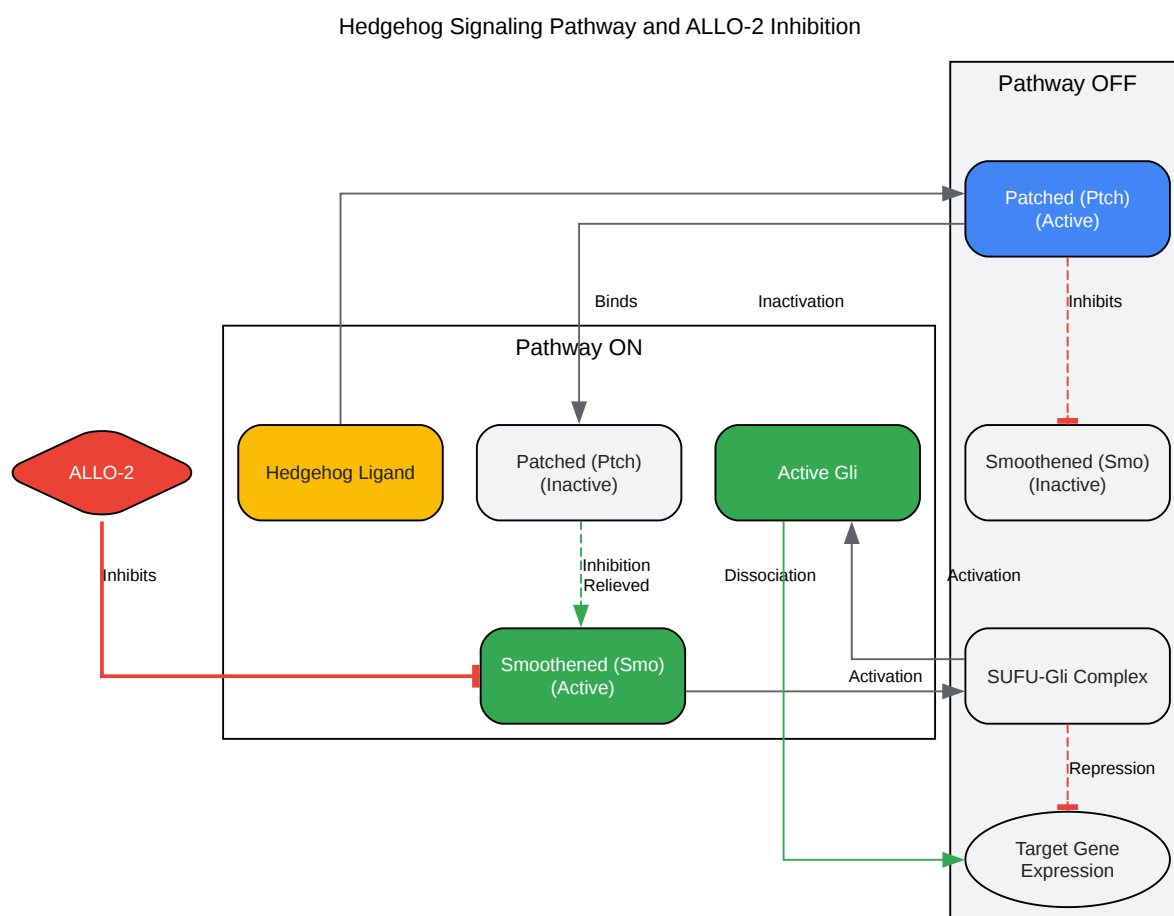 Hedgehog Signaling Pathway and ALLO-2 Inhibition
Pathway OFF
Patched (Ptch)
(Active)
Binds
Inactivation
Inhibits
Pathway ON
ALLO-2
Hedgehog Ligand
Patched (Ptch)
(Inactive)
Active Gli
Smoothened (Smo)
(Inactive)
Inhibits
Inhibition
Relieved
Dissociation
Activation
Smoothened (Smo)
(Active)
Activation
SUFU-Gli Complex
Repression
Target Gene
Expression